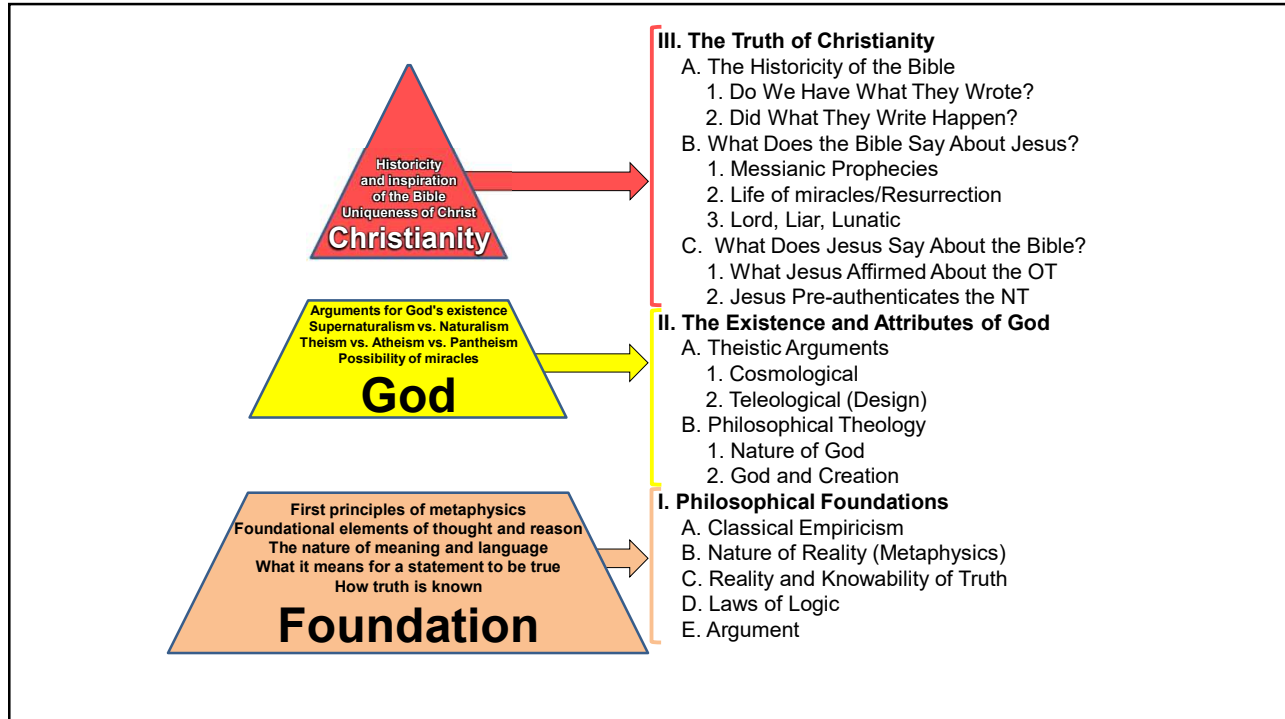 Historicity
and inspiration
of the Bible
Uniqueness of Christ
Christianity
Arguments for God's existence
Supernaturalism vs. Naturalism
Theism vs. Atheism vs. Pantheism
Possibility of miracles
God
First principles of metaphysics
Foundational elements of thought and reason
The nature of meaning and language
What it means for a statement to be true
How truth is known
Foundation
III. The Truth of Christianity
A. The Historicity of the Bible
1. Do We Have What They Wrote?
2. Did What They Write Happen?
B. What Does the Bible Say About Jesus?
1. Messianic Prophecies
2. Life of miracles/Resurrection
3. Lord, Liar, Lunatic
C. What Does Jesus Say About the Bible?
1. What Jesus Affirmed About the OT
2. Jesus Pre-authenticates the NT
II. The Existence and Attributes of God
A. Theistic Arguments
1. Cosmological
2. Teleological (Design)
B. Philosophical Theology
1. Nature of God
2. God and Creation
I. Philosophical Foundations
A. Classical Empiricism
B. Nature of Reality (Metaphysics)
C. Reality and Knowability of Truth
D. Laws of Logic
E. Argument